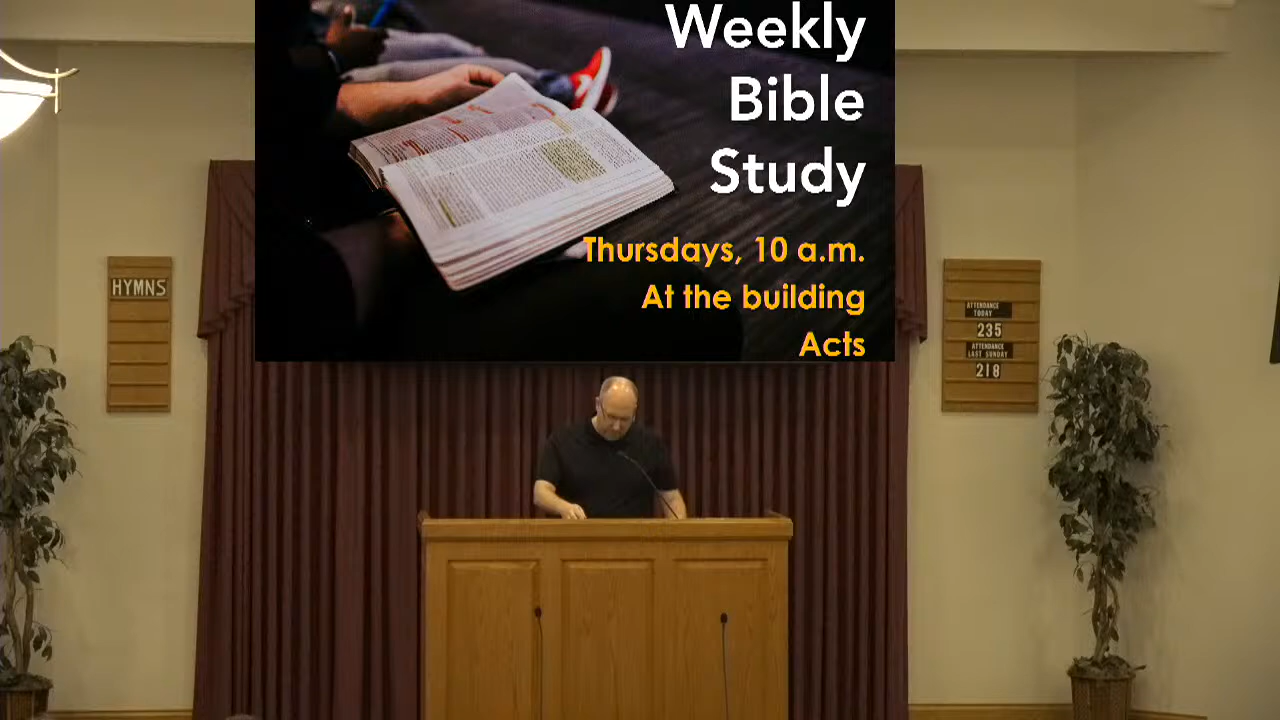 Weekly
Bible
Study
Thursdays, 10 a.m.
At the building
Acts
HYMNS
ATTENDANCE
TODAY
235
ATTENDANCE
LAST SUNDAY
218